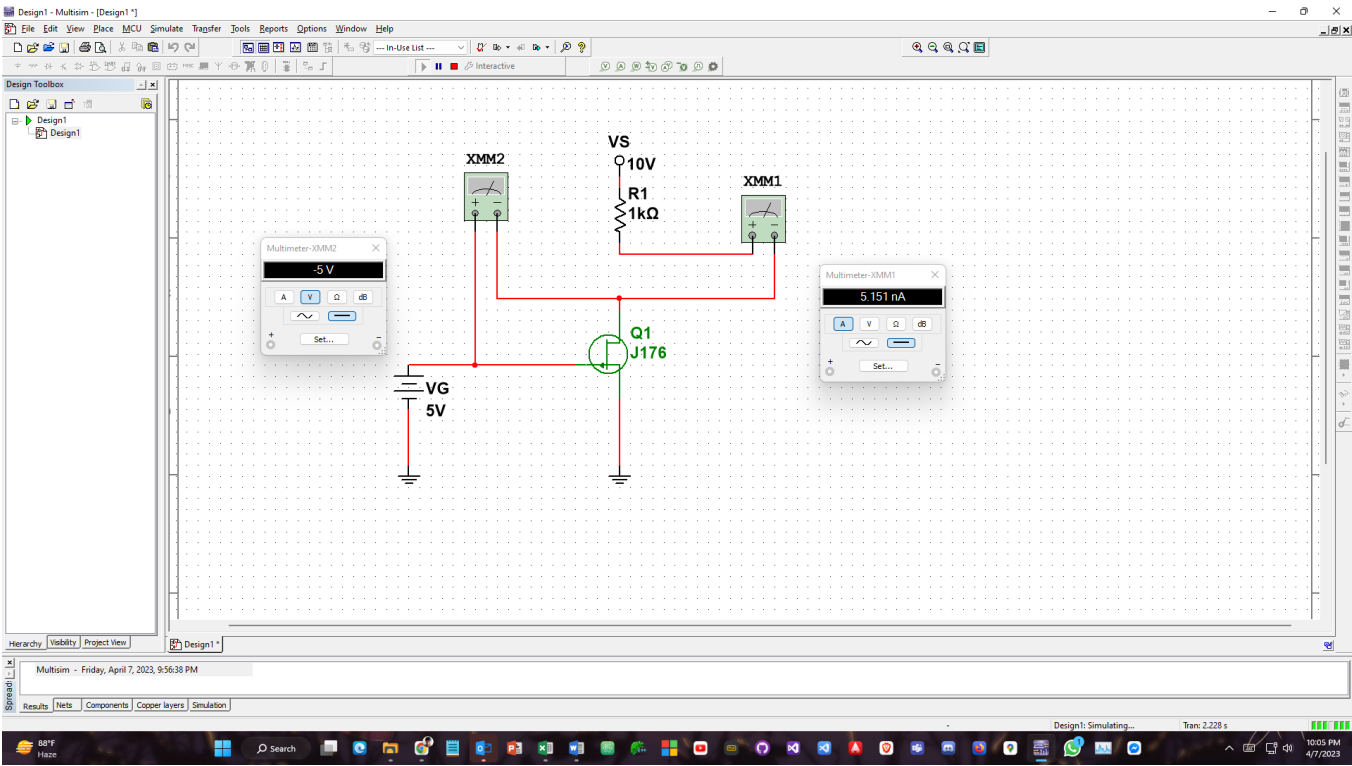 Design1 - Multisim - [Design1 *]
File Edit View Place MCU Simulate Transfer Tools Reports Options Window Help
--- In-Use List ---
Interactive
Design Toolbox
Design1
Design1
VS
10V
XMM2
XMM1
R1
1kΩ
Multimeter-XMM2
-5 V
A V Ω dB
+ Set... -
Multimeter-XMM1
5.151 nA
A V Ω dB
+ Set... -
Q1
J176
VG
5V
Hierarchy Visibility Project View
Design1 *
Multisim - Friday, April 7, 2023, 9:56:38 PM
Results Nets Components Copper layers Simulation
- Design1: Simulating... Tran: 2.228 s
88°F
Haze
Search
10:05 PM
4/7/2023